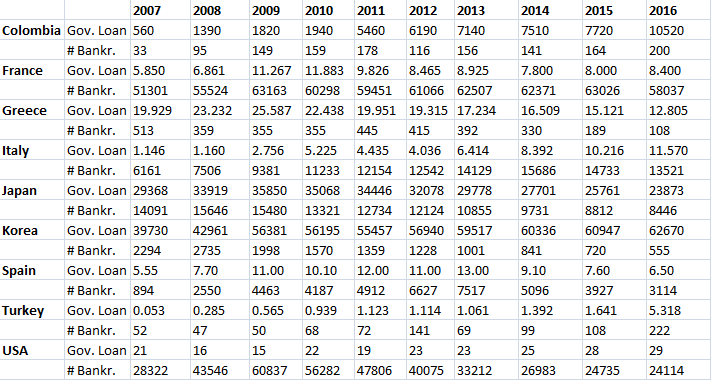 2007 2008 2009 2010 2011 2012 2013 2014 2015 2016
Colombia Gov. Loan 560 1390 1820 1940 5460 6190 7140 7510 7720 10520
# Bankr. 33 95 149 159 178 116 156 141 164 200
France Gov. Loan 5.850 6.861 11.267 11.883 9.826 8.465 8.925 7.800 8.000 8.400
# Bankr. 51301 55524 63163 60298 59451 61066 62507 62371 63026 58037
Greece Gov. Loan 19.929 23.232 25.587 22.438 19.951 19.315 17.234 16.509 15.121 12.805
# Bankr. 513 359 355 355 445 415 392 330 189 108
Italy Gov. Loan 1.146 1.160 2.756 5.225 4.435 4.036 6.414 8.392 10.216 11.570
# Bankr. 6161 7506 9381 11233 12154 12542 14129 15686 14733 13521
Japan Gov. Loan 29368 33919 35850 35068 34446 32078 29778 27701 25761 23873
# Bankr. 14091 15646 15480 13321 12734 12124 10855 9731 8812 8446
Korea Gov. Loan 39730 42961 56381 56195 55457 56940 59517 60336 60947 62670
# Bankr. 2294 2735 1998 1570 1359 1228 1001 841 720 555
Spain Gov. Loan 5.55 7.70 11.00 10.10 12.00 11.00 13.00 9.10 7.60 6.50
# Bankr. 894 2550 4463 4187 4912 6627 7517 5096 3927 3114
Turkey Gov. Loan 0.053 0.285 0.565 0.939 1.123 1.114 1.061 1.392 1.641 5.318
# Bankr. 52 47 50 68 72 141 69 99 108 222
USA Gov. Loan 21 16 15 22 19 23 23 25 28 29
# Bankr. 28322 43546 60837 56282 47806 40075 33212 26983 24735 24114